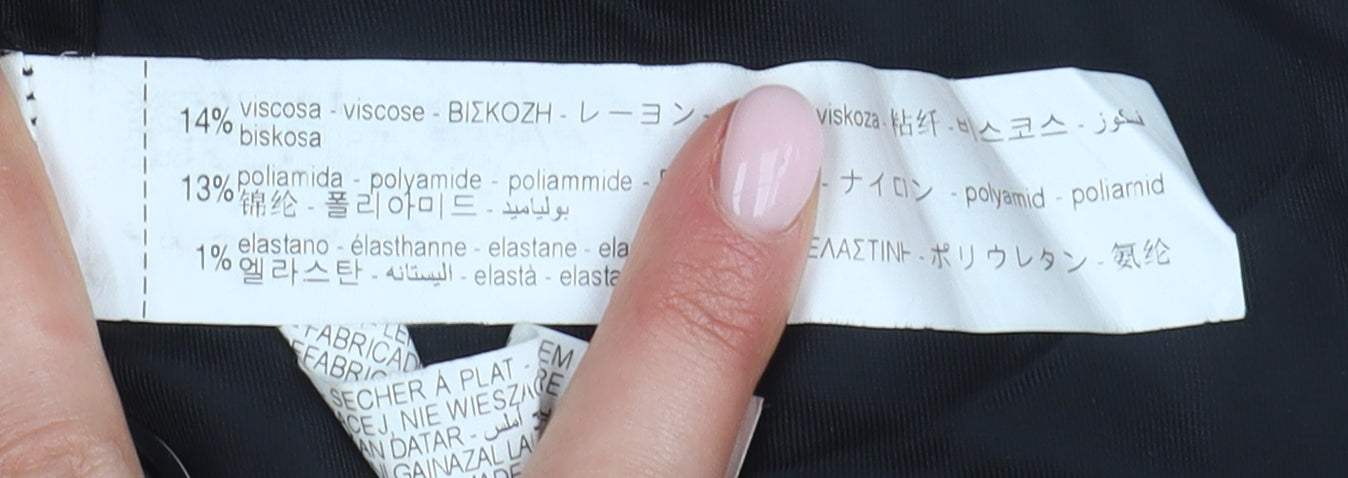 14% viscosa - viscose - ΒΙΣΚΟΖΗ - レーヨン - viskoza - 粘纤 - 비스코스 -
biskosa
13% poliamida - polyamide - poliammide - - ナイロン - polyamid - poliamid
锦纶 - 폴리아미드 - بولياميد
1% elastano - élasthanne - elastane - ela ΕΛΑΣΤΙΝΗ - ポリウレタン - 氨纶
엘라스탄 - اليستانه - elastà - elasta
FABRICAD
SECHER À PLAT - EM
NIE WIESZA
DATAR - املس
GAINAZAL